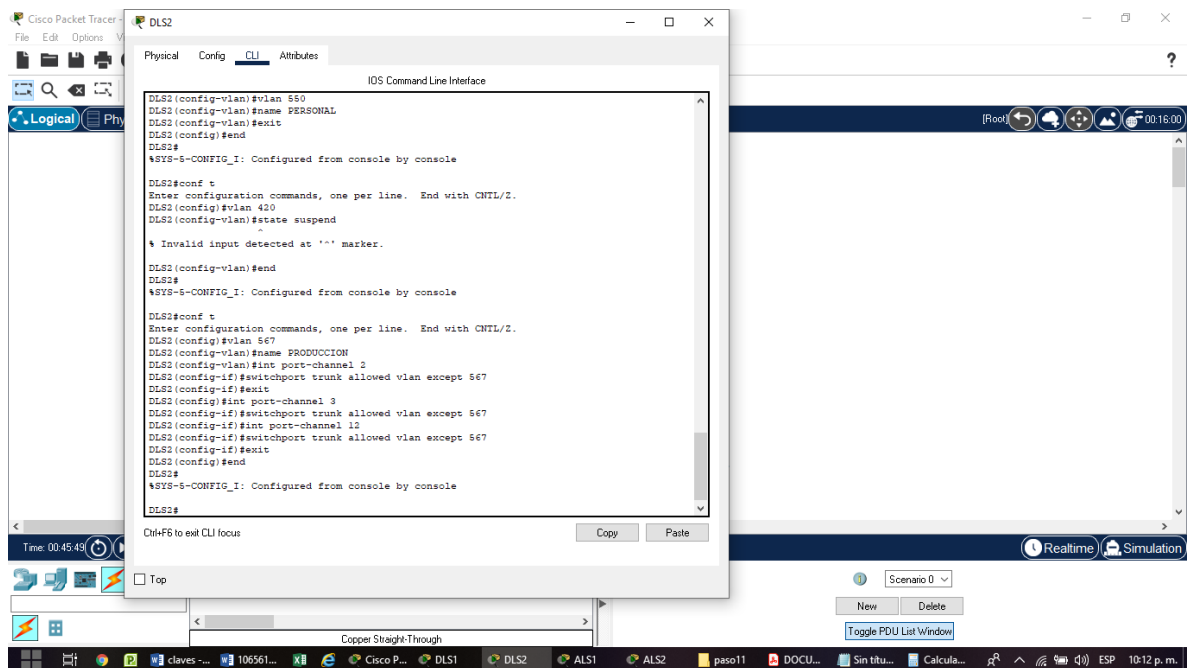 Cisco Packet Tracer -
DLS2
File Edit Options
Physical Config CLI Attributes
IOS Command Line Interface
DLS2(config-vlan)#vlan 550
DLS2(config-vlan)#name PERSONAL
DLS2(config-vlan)#exit
DLS2(config)#end
DLS2#
%SYS-5-CONFIG_I: Configured from console by console
DLS2#conf t
Enter configuration commands, one per line. End with CNTL/Z.
DLS2(config)#vlan 420
DLS2(config-vlan)#state suspend
^
% Invalid input detected at '^' marker.
DLS2(config-vlan)#end
DLS2#
%SYS-5-CONFIG_I: Configured from console by console
DLS2#conf t
Enter configuration commands, one per line. End with CNTL/Z.
DLS2(config)#vlan 567
DLS2(config-vlan)#name PRODUCCION
DLS2(config-vlan)#int port-channel 2
DLS2(config-if)#switchport trunk allowed vlan except 567
DLS2(config-if)#exit
DLS2(config)#int port-channel 3
DLS2(config-if)#switchport trunk allowed vlan except 567
DLS2(config-if)#int port-channel 12
DLS2(config-if)#switchport trunk allowed vlan except 567
DLS2(config-if)#exit
DLS2(config)#end
DLS2#
%SYS-5-CONFIG_I: Configured from console by console
DLS2#
Ctrl+F6 to exit CLI focus
Copy Paste
Top
Logical Phy
[Root] 00:16:00
Time: 00:45:49
Realtime Simulation
Scenario 0
New Delete
Toggle PDU List Window
Copper Straight-Through
claves -... 106561... Cisco P... DLS1 DLS2 ALS1 ALS2 paso11 DOCU... Sin títu... Calcula... ESP 10:12 p. m.